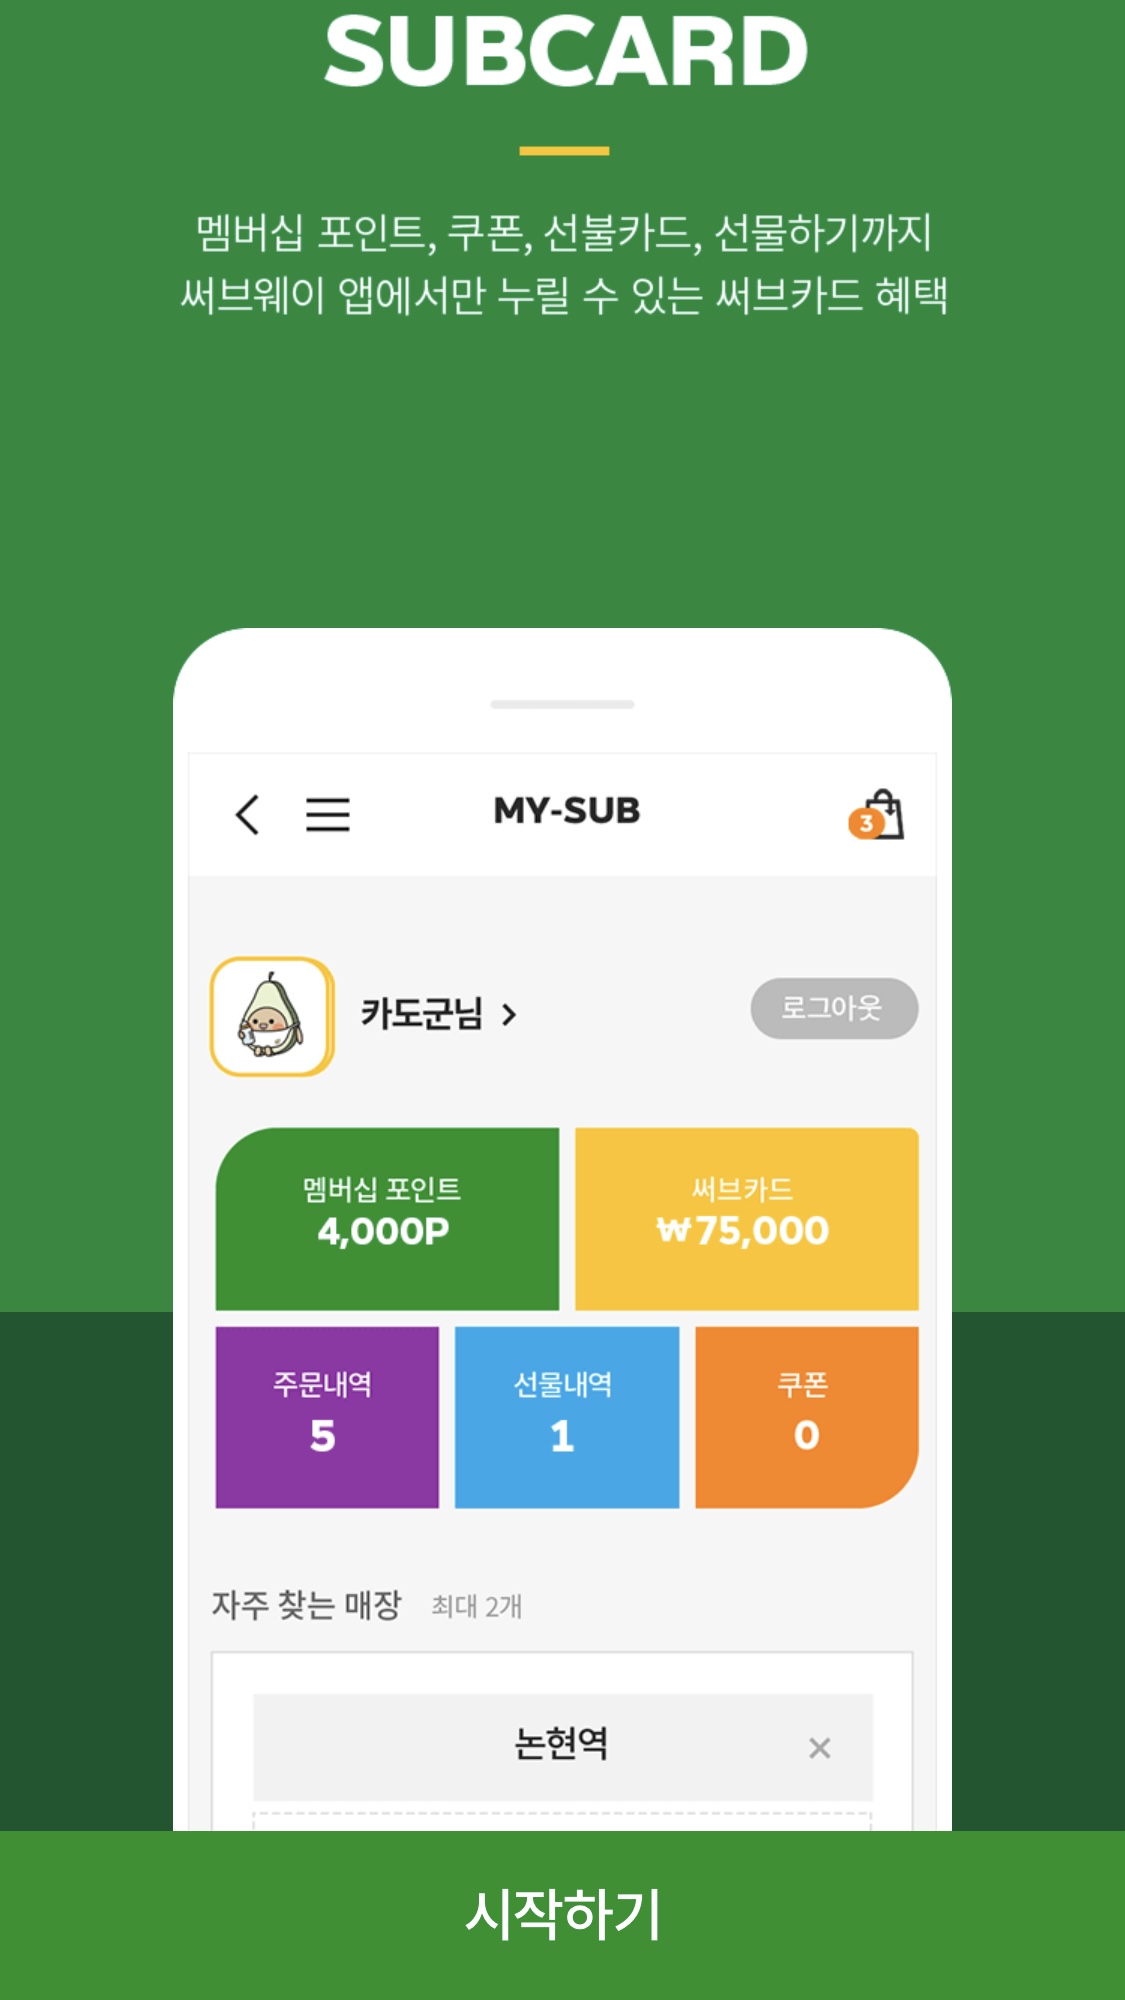 SUBCARD
멤버십 포인트, 쿠폰, 선불카드, 선물하기까지
써브웨이 앱에서만 누릴 수 있는 써브카드 혜택
MY-SUB
3
카도군님
로그아웃
멤버십 포인트
4,000P
써브카드
₩75,000
주문내역
5
선물내역
1
쿠폰
0
자주 찾는 매장 최대 2개
논현역
시작하기